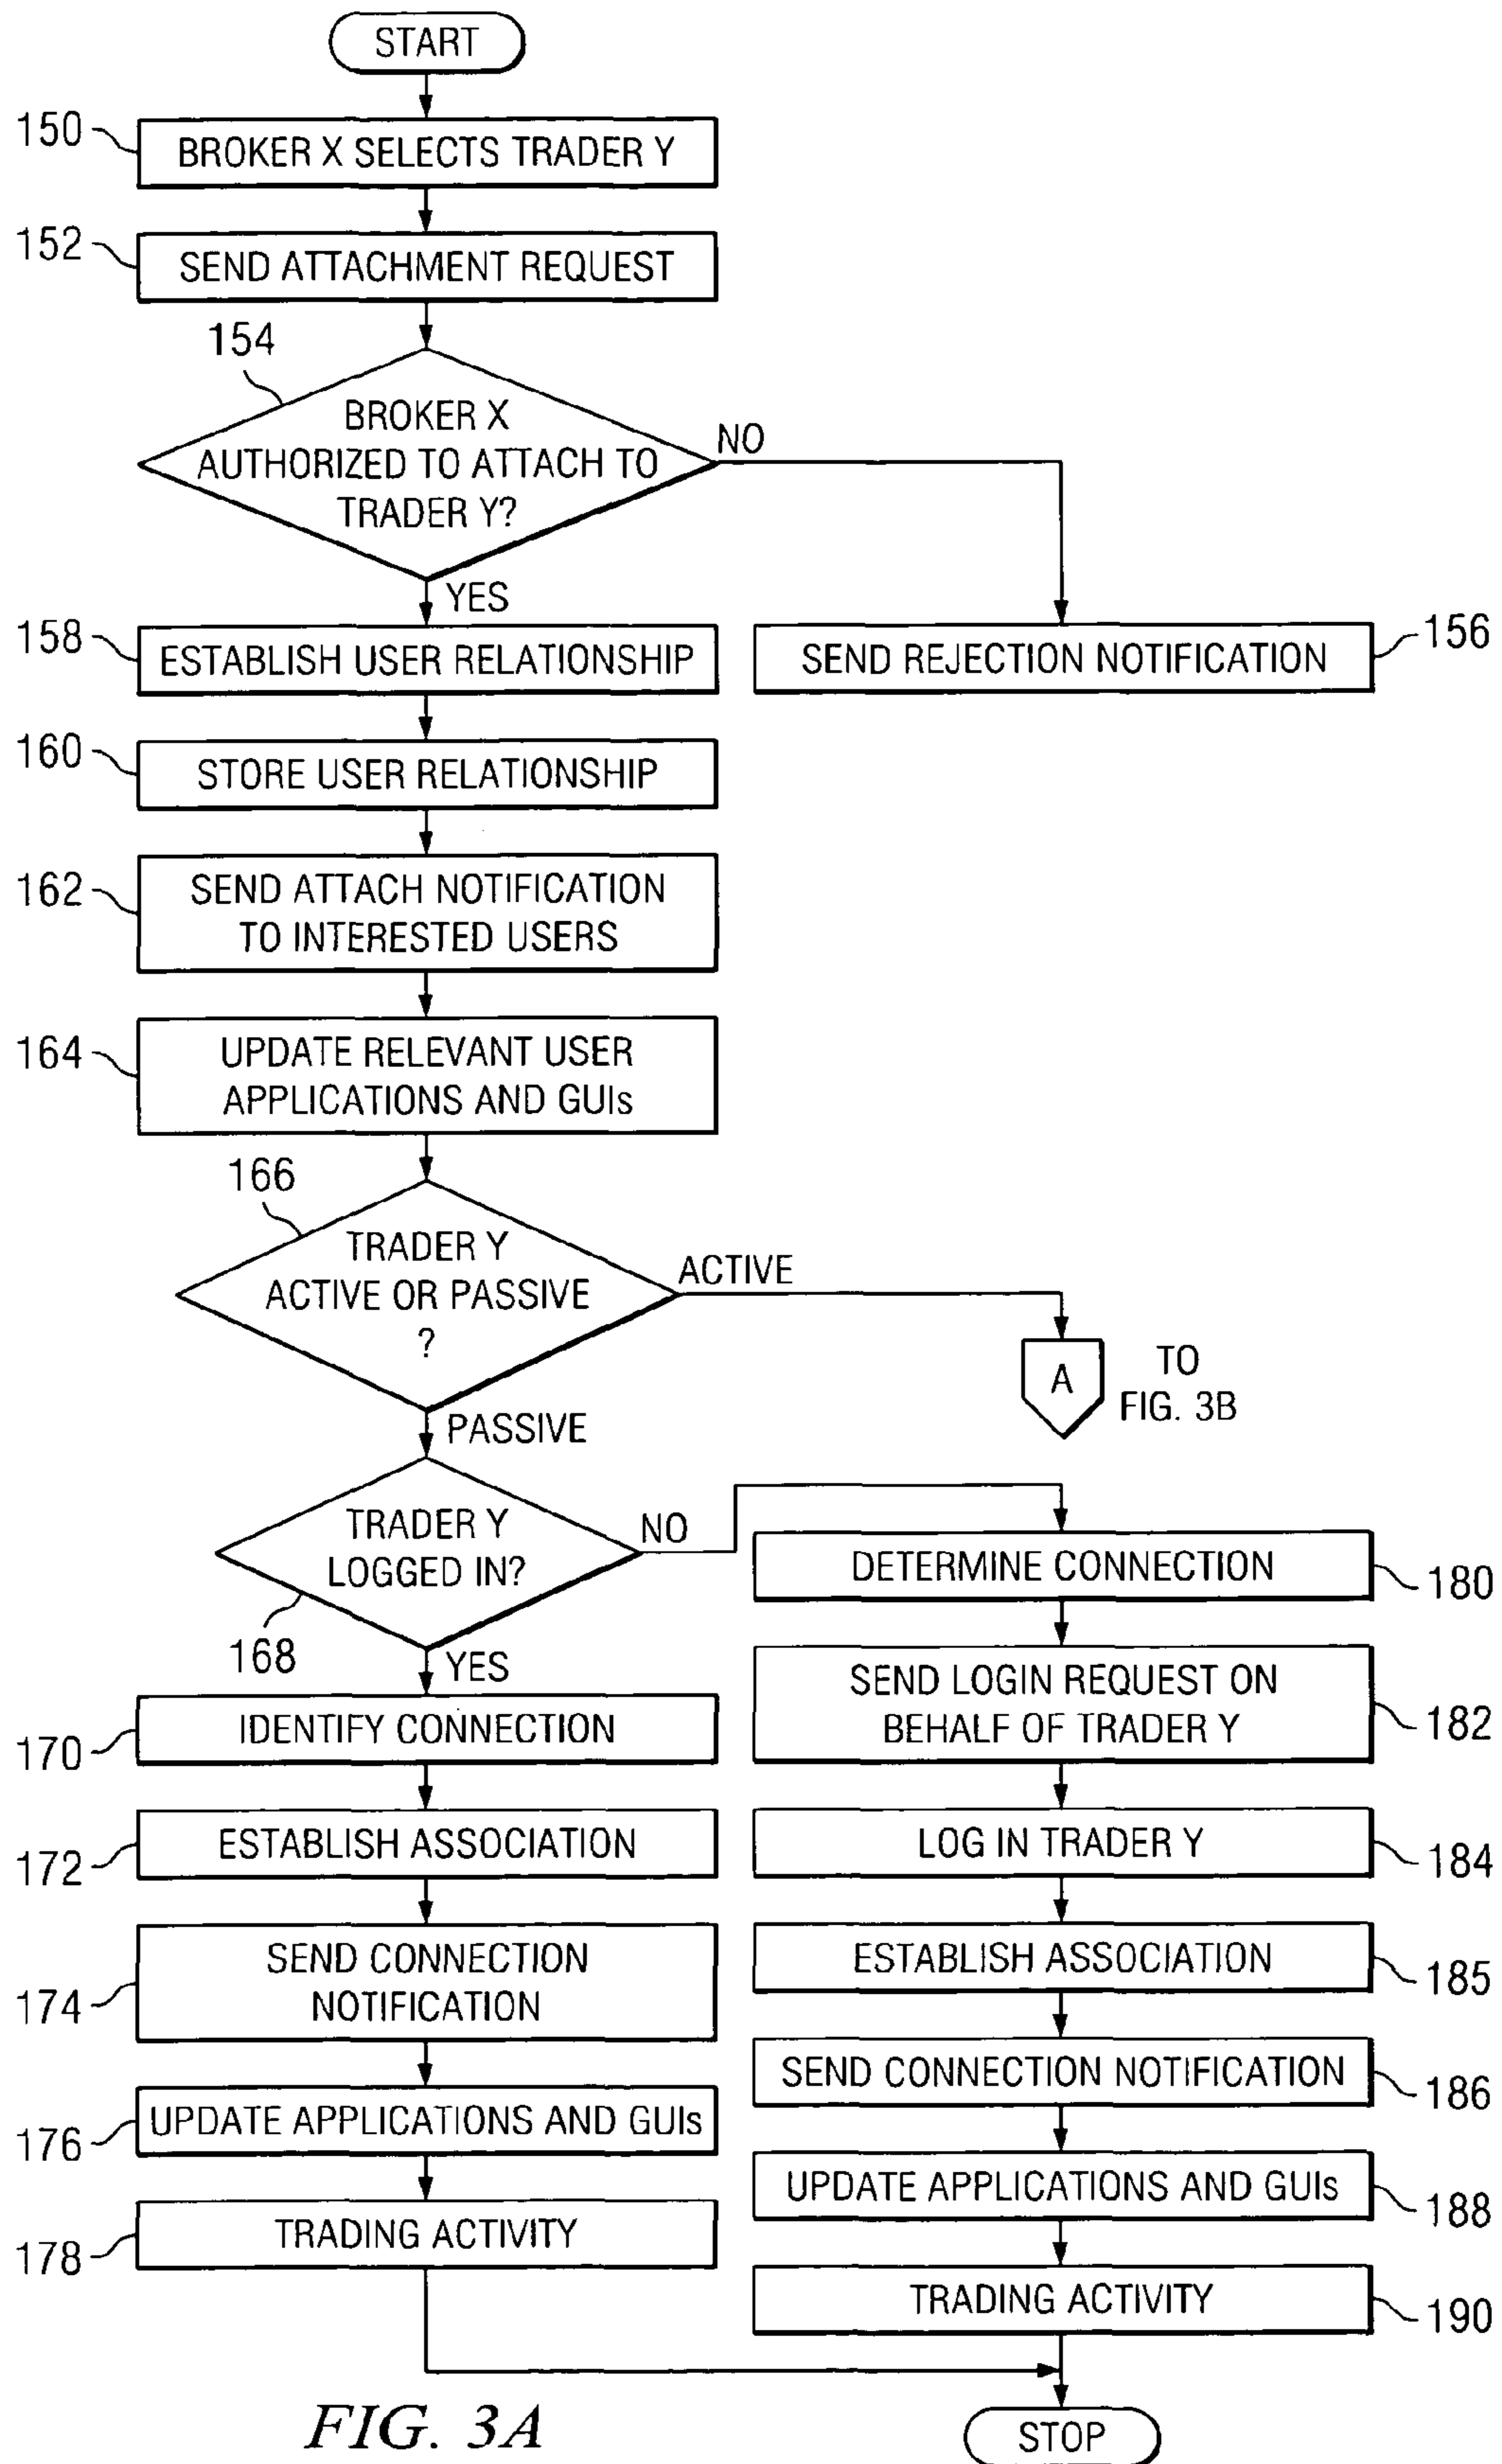 START
150
BROKER X SELECTS TRADER Y
152
SEND ATTACHMENT REQUEST
154
BROKER X
AUTHORIZED TO ATTACH TO
TRADER Y?
NO
YES
158
ESTABLISH USER RELATIONSHIP
SEND REJECTION NOTIFICATION
156
160
STORE USER RELATIONSHIP
162
SEND ATTACH NOTIFICATION
TO INTERESTED USERS
164
UPDATE RELEVANT USER
APPLICATIONS AND GUIs
166
TRADER Y
ACTIVE OR PASSIVE
?
ACTIVE
A
TO
FIG. 3B
PASSIVE
TRADER Y
LOGGED IN?
NO
168
YES
DETERMINE CONNECTION
180
SEND LOGIN REQUEST ON
BEHALF OF TRADER Y
182
170
IDENTIFY CONNECTION
172
ESTABLISH ASSOCIATION
LOG IN TRADER Y
184
174
SEND CONNECTION
NOTIFICATION
ESTABLISH ASSOCIATION
185
SEND CONNECTION NOTIFICATION
186
176
UPDATE APPLICATIONS AND GUIs
UPDATE APPLICATIONS AND GUIs
188
178
TRADING ACTIVITY
TRADING ACTIVITY
190
FIG. 3A
STOP